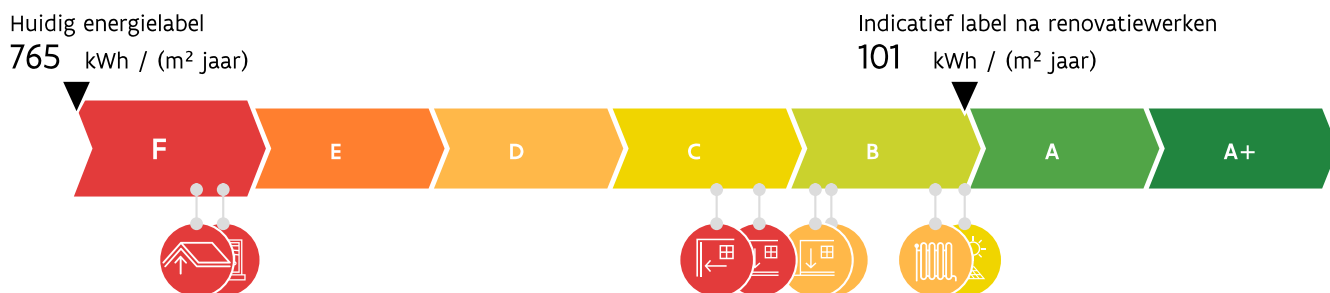 Huidig energielabel
765 kWh / (m² jaar)
Indicatief label na renovatiewerken
101 kWh / (m² jaar)
F
E
D
C
B
A
A+